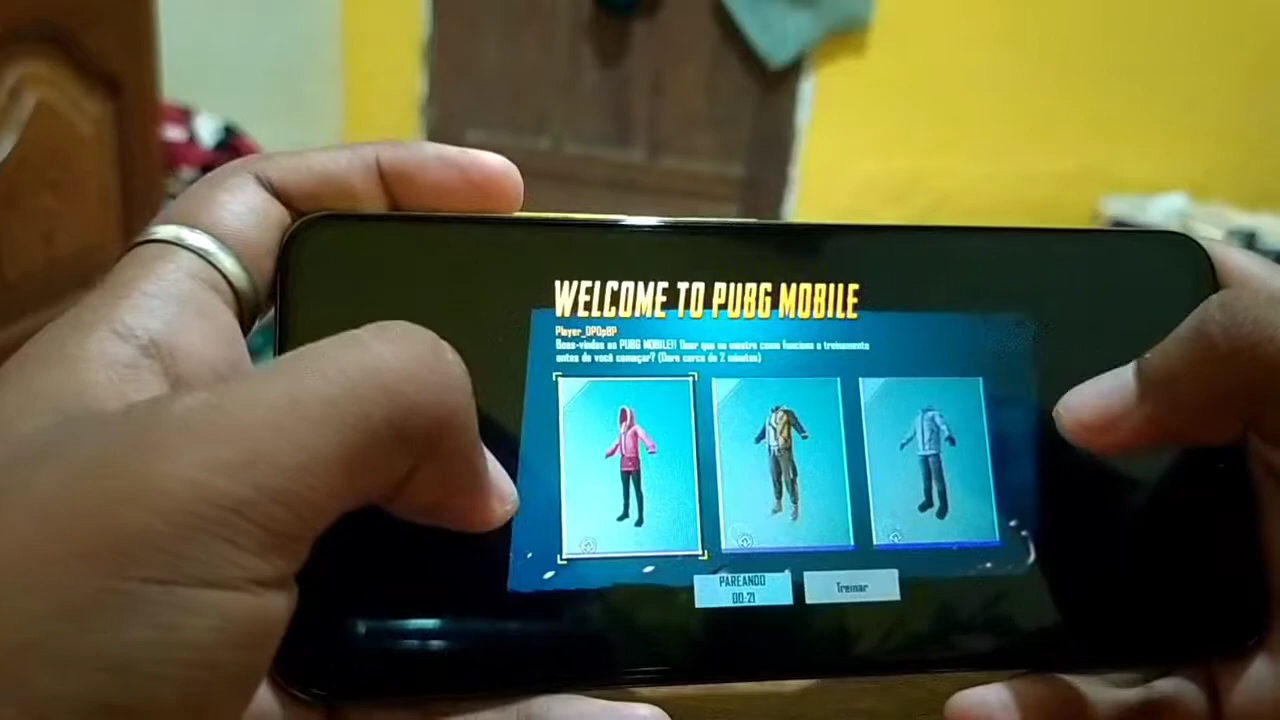 WELCOME TO PUBG MOBILE
Player_OPOpBP
Boas-vindas ao PUBG MOBILE!! Quer que eu mostre como funciona o treinamento
antes de você começar? (Dura cerca de 2 minutos)
PAREANDO
00:21
Treinar